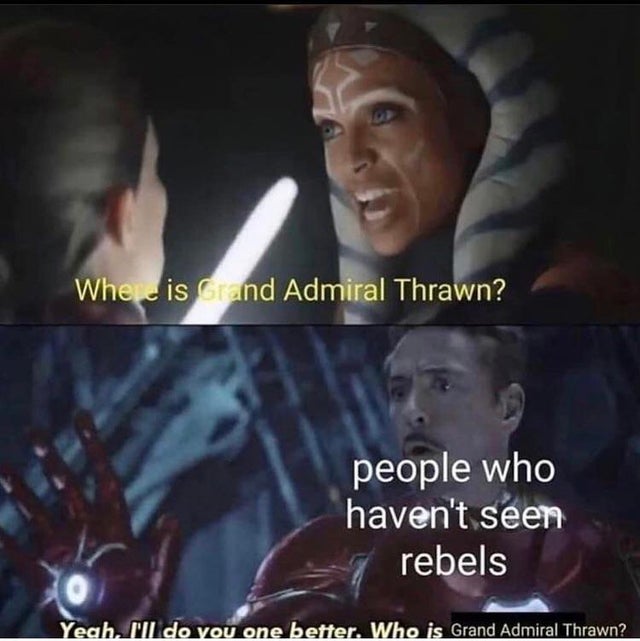 Where is Grand Admiral Thrawn?
people who
haven't seen
rebels
Yeah, I'll do you one better. Who is Grand Admiral Thrawn?